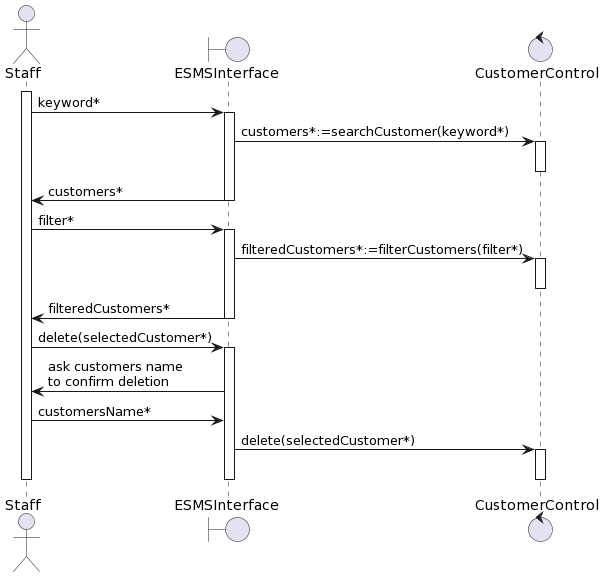 Staff
ESMSInterface
CustomerControl
keyword*
customers*:=searchCustomer(keyword*)
customers*
filter*
filteredCustomers*:=filterCustomers(filter*)
filteredCustomers*
delete(selectedCustomer*)
ask customers name
to confirm deletion
customersName*
delete(selectedCustomer*)
Staff
ESMSInterface
CustomerControl